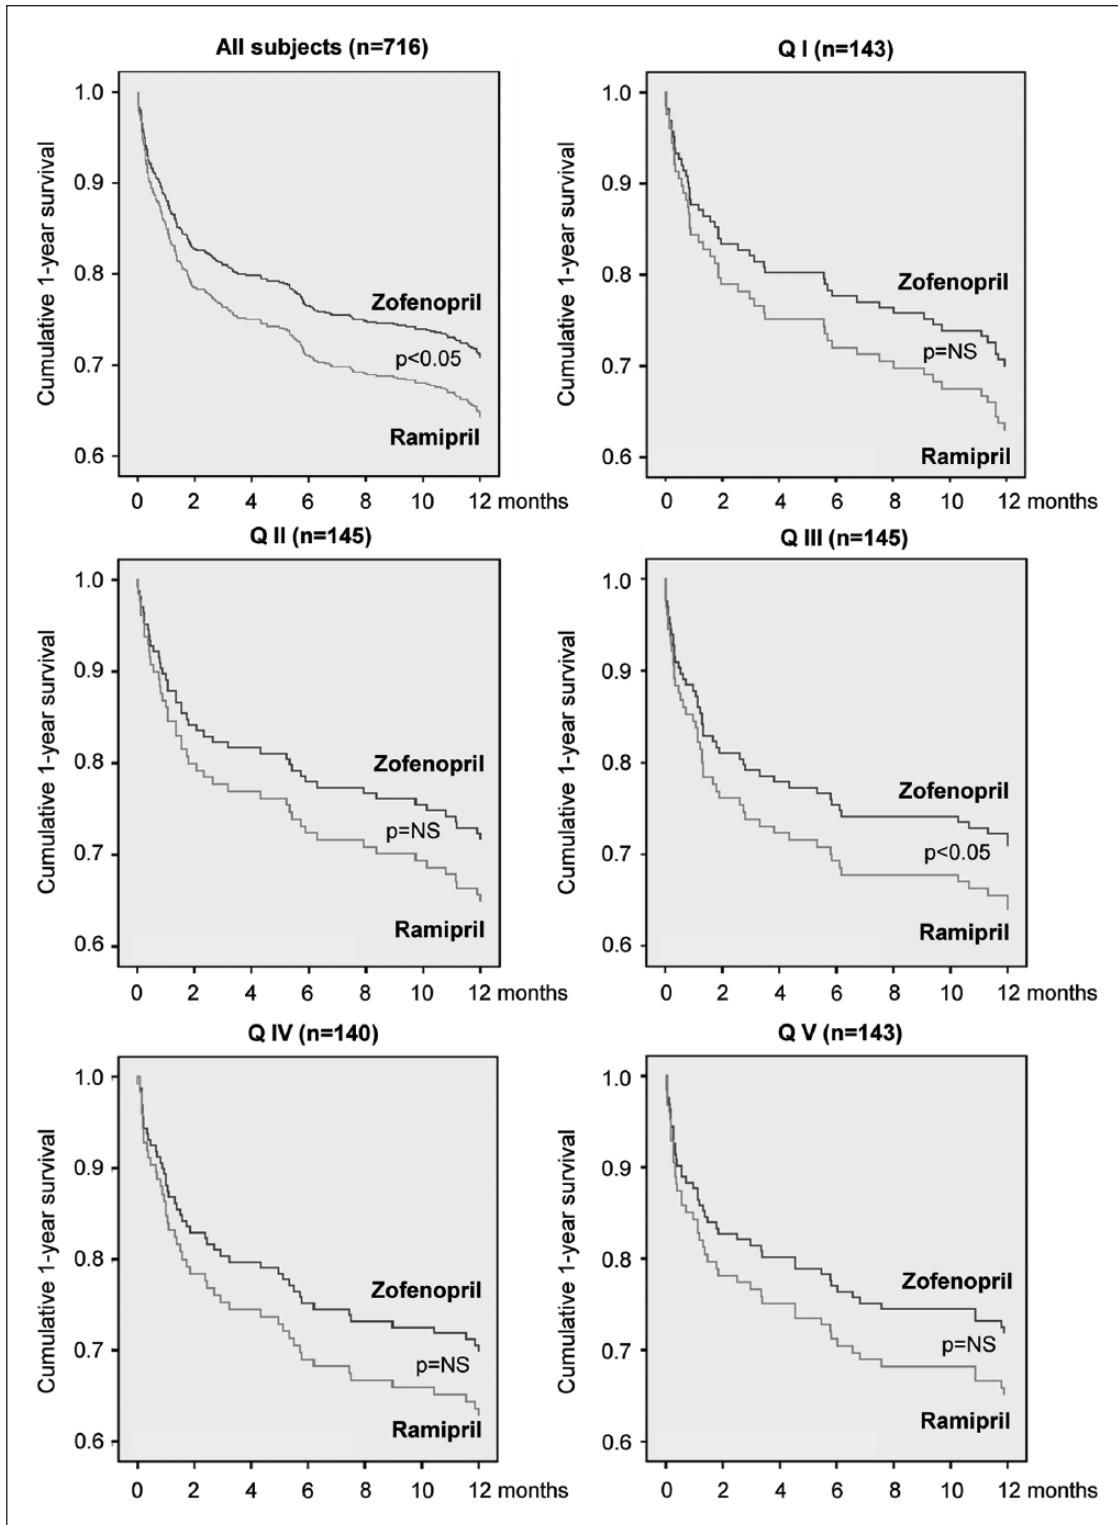 All subjects (n=716)
Cumulative 1-year survival
1.0
0.9
0.8
0.7
0.6
Zofenopril
p<0.05
Ramipril
0 2 4 6 8 10 12 months
Q I (n=143)
Cumulative 1-year survival
1.0
0.9
0.8
0.7
0.6
Zofenopril
p=NS
Ramipril
0 2 4 6 8 10 12 months
Q II (n=145)
Cumulative 1-year survival
1.0
0.9
0.8
0.7
0.6
Zofenopril
p=NS
Ramipril
0 2 4 6 8 10 12 months
Q III (n=145)
Cumulative 1-year survival
1.0
0.9
0.8
0.7
0.6
Zofenopril
p<0.05
Ramipril
0 2 4 6 8 10 12 months
Q IV (n=140)
Cumulative 1-year survival
1.0
0.9
0.8
0.7
0.6
Zofenopril
p=NS
Ramipril
0 2 4 6 8 10 12 months
Q V (n=143)
Cumulative 1-year survival
1.0
0.9
0.8
0.7
0.6
Zofenopril
p=NS
Ramipril
0 2 4 6 8 10 12 months